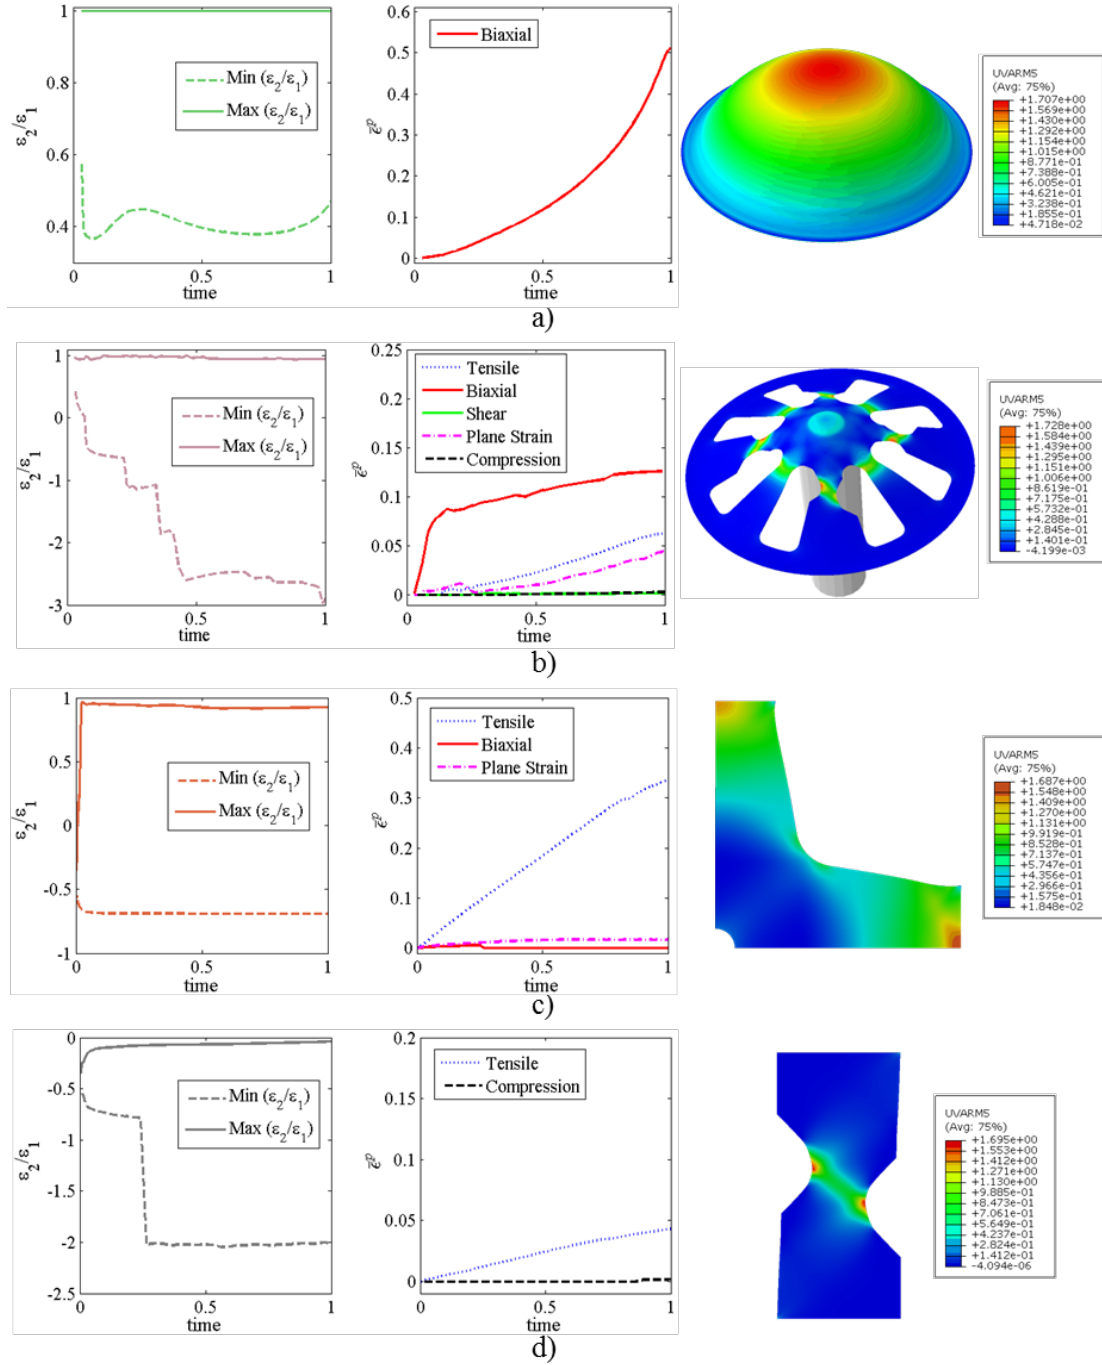 1
0.8
0.6
0.4
0
0.5
1
ε2/ε1
time
Min (ε2/ε1)
Max (ε2/ε1)
0.6
0.5
0.4
0.3
0.2
0.1
0
0
0.5
1
ε̄p
time
Biaxial
UVARM5
(Avg: 75%)
+1.707e+00
+1.569e+00
+1.430e+00
+1.292e+00
+1.154e+00
+1.015e+00
+8.771e-01
+7.388e-01
+6.005e-01
+4.621e-01
+3.238e-01
+1.855e-01
+4.718e-02
a)
1
0
-1
-2
-3
0
0.5
1
ε2/ε1
time
Min (ε2/ε1)
Max (ε2/ε1)
0.25
0.2
0.15
0.1
0.05
0
0
0.5
1
ε̄p
time
Tensile
Biaxial
Shear
Plane Strain
Compression
UVARM5
(Avg: 75%)
+1.728e+00
+1.584e+00
+1.439e+00
+1.295e+00
+1.151e+00
+1.006e+00
+8.619e-01
+7.175e-01
+5.732e-01
+4.288e-01
+2.845e-01
+1.401e-01
-4.199e-03
b)
1
0.5
0
-0.5
-1
0
0.5
1
ε2/ε1
time
Min (ε2/ε1)
Max (ε2/ε1)
0.5
0.4
0.3
0.2
0.1
0
0
0.5
1
ε̄p
time
Tensile
Biaxial
Plane Strain
UVARM5
(Avg: 75%)
+1.687e+00
+1.548e+00
+1.409e+00
+1.270e+00
+1.131e+00
+9.919e-01
+8.528e-01
+7.137e-01
+5.747e-01
+4.356e-01
+2.966e-01
+1.575e-01
+1.848e-02
c)
0
-0.5
-1
-1.5
-2
-2.5
0
0.5
1
ε2/ε1
time
Min (ε2/ε1)
Max (ε2/ε1)
0.2
0.15
0.1
0.05
0
0
0.5
1
ε̄p
time
Tensile
Compression
UVARM5
(Avg: 75%)
+1.695e+00
+1.553e+00
+1.412e+00
+1.271e+00
+1.130e+00
+9.885e-01
+8.473e-01
+7.061e-01
+5.649e-01
+4.237e-01
+2.824e-01
+1.412e-01
-4.094e-06
d)